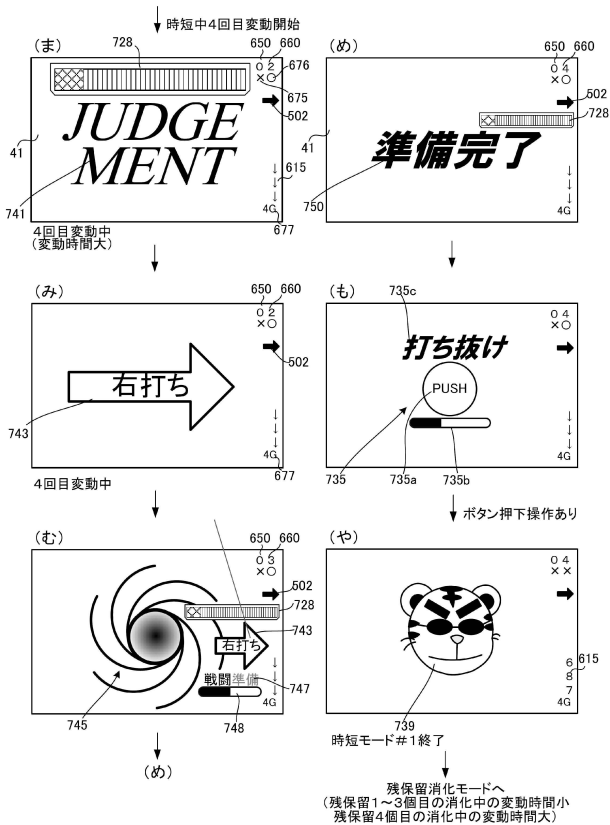 時短中4回目変動開始
(ま)
728
650 660
0 2
× ○
676
675
502
JUDGE
MENT
41
615
741
4G
677
4回目変動中
(変動時間大)
(み)
650 660
0 2
× ○
502
右打ち
743
4G
677
4回目変動中
(む)
650 660
0 3
× ○
502
728
743
右打ち
戦闘準備
747
745
748
4G
(め)
(め)
650 660
0 4
× ○
502
728
41
準備完了
750
4G
(も)
735c
0 4
× ○
打ち抜け
PUSH
4G
735
735a
735b
ボタン押下操作あり
(や)
0 4
× ×
615
6
8
7
4G
739
時短モード#1終了
残保留消化モードへ
(残保留1~3個目の消化中の変動時間小
残保留4個目の消化中の変動時間大)